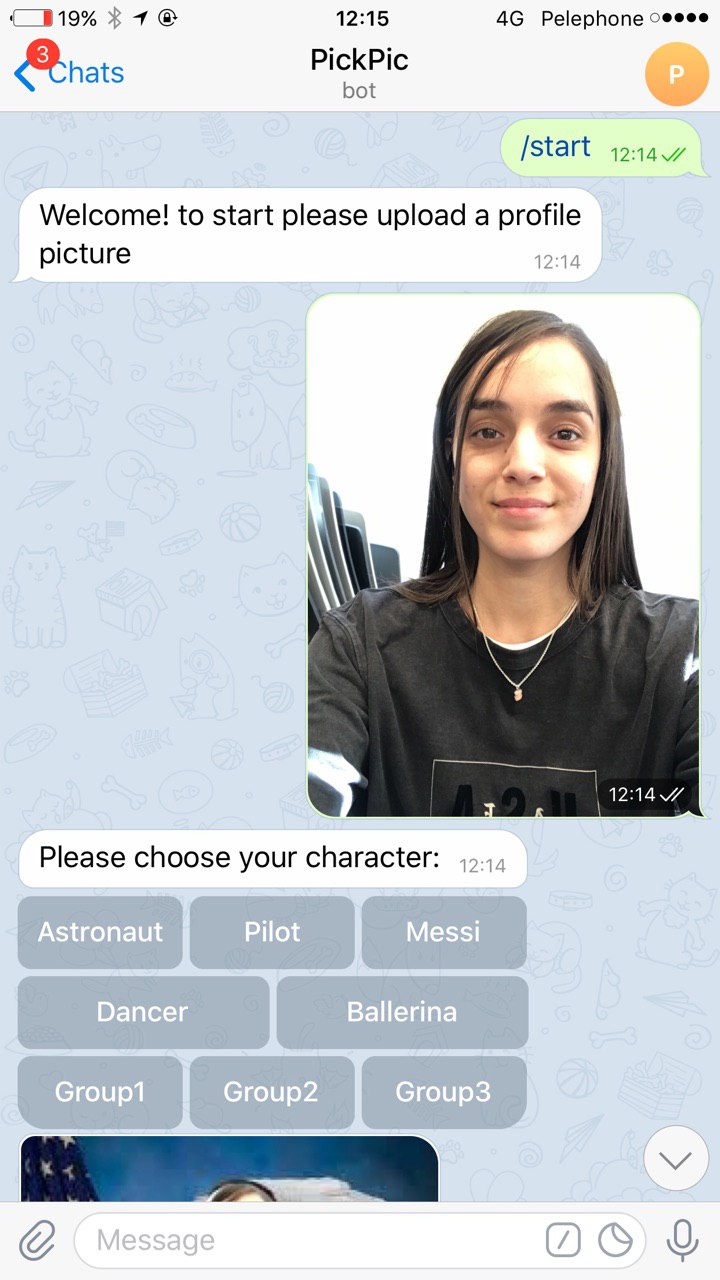 19% 12:15 4G Pelephone
3
Chats
PickPic
bot
P
/start 12:14
Welcome! to start please upload a profile
picture
12:14
12:14
Please choose your character: 12:14
Astronaut Pilot Messi
Dancer Ballerina
Group1 Group2 Group3
Message